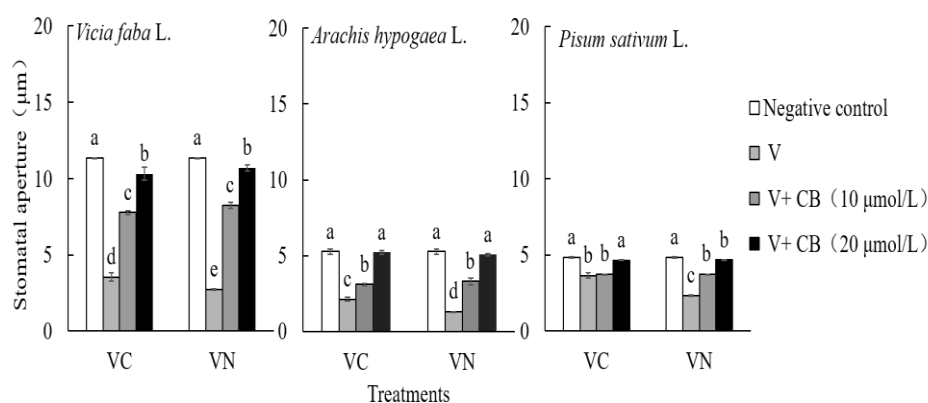 Vicia faba L.
Arachis hypogaea L.
Pisum sativum L.
Stomatal aperture（μm）
20
15
10
5
0
a
d
c
b
a
e
c
b
VC
VN
20
15
10
5
0
a
c
b
a
a
d
b
a
VC
VN
20
15
10
5
0
a
b
b
a
a
c
b
b
VC
VN
Treatments
Negative control
V
V+ CB（10 μmol/L）
V+ CB（20 μmol/L）